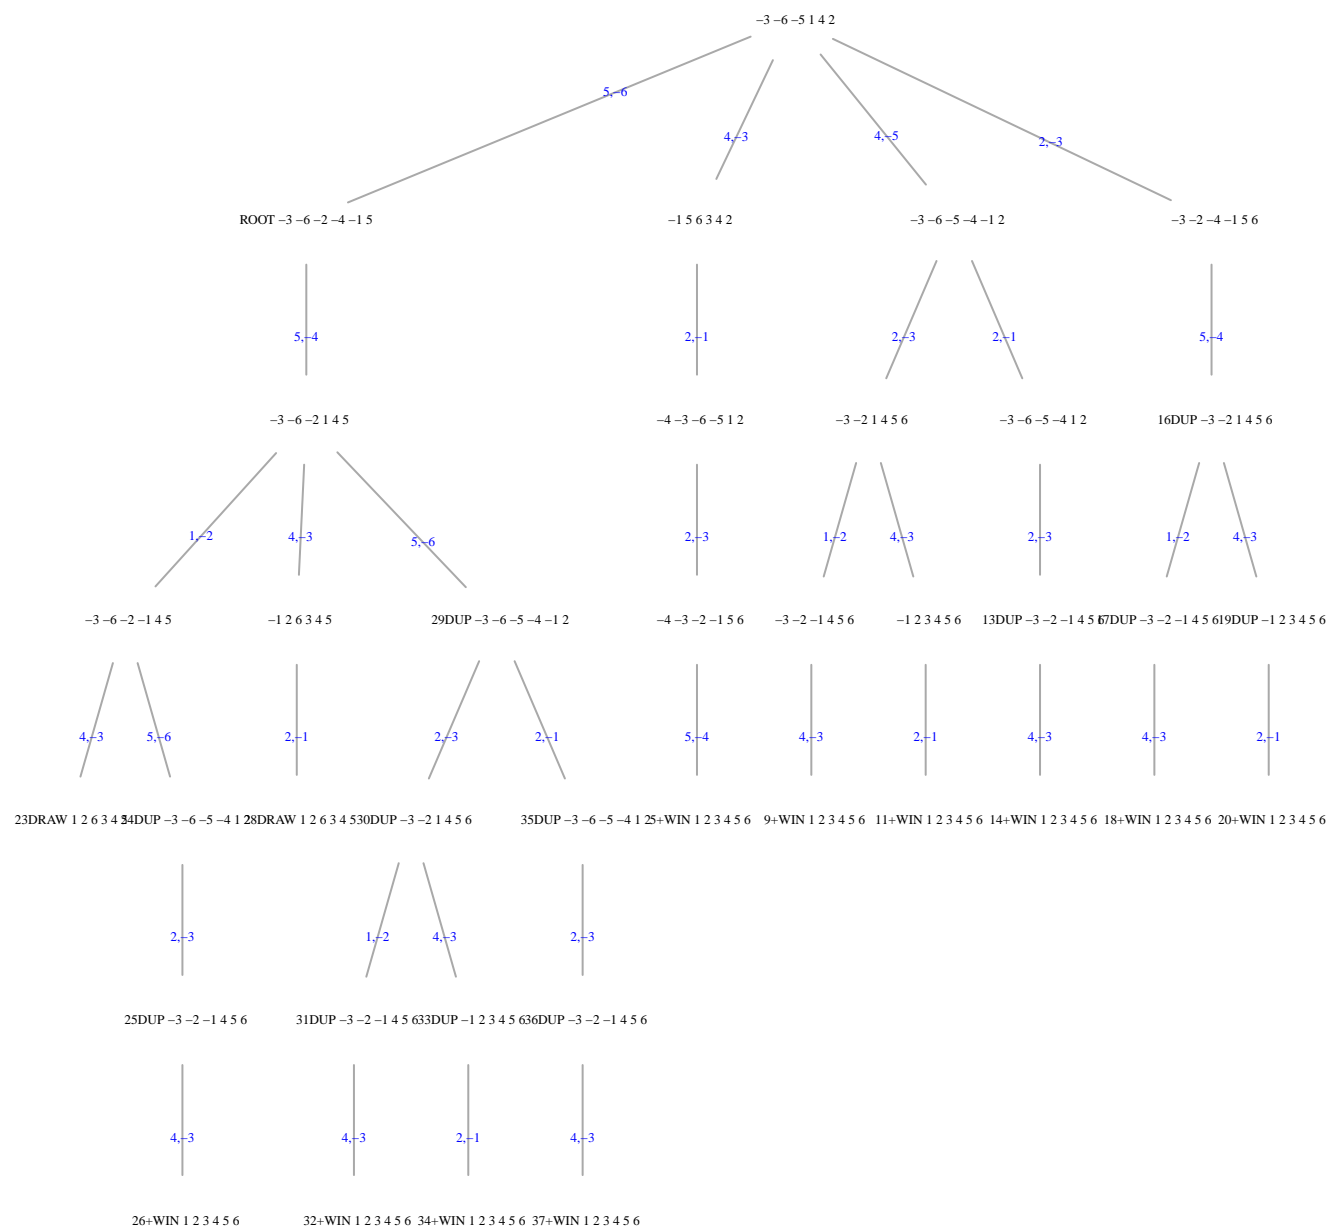 −3 −6 −5 1 4 2
5,−6
4,−3
4,−5
2,−3
ROOT −3 −6 −2 −4 −1 5
−1 5 6 3 4 2
−3 −6 −5 −4 −1 2
−3 −2 −4 −1 5 6
5,−4
2,−1
2,−3
2,−1
5,−4
−3 −6 −2 1 4 5
−4 −3 −6 −5 1 2
−3 −2 1 4 5 6
−3 −6 −5 −4 1 2
16DUP −3 −2 1 4 5 6
1,−2
4,−3
5,−6
2,−3
1,−2
4,−3
2,−3
1,−2
4,−3
−3 −6 −2 −1 4 5
−1 2 6 3 4 5
29DUP −3 −6 −5 −4 −1 2
−4 −3 −2 −1 5 6
−3 −2 −1 4 5 6
−1 2 3 4 5 6
13DUP −3 −2 −1 4 5 6
17DUP −3 −2 −1 4 5 6
19DUP −1 2 3 4 5 6
4,−3
5,−6
2,−1
2,−3
2,−1
5,−4
4,−3
2,−1
4,−3
4,−3
2,−1
23DRAW 1 2 6 3 4 5
24DUP −3 −6 −5 −4 1 2
28DRAW 1 2 6 3 4 5
30DUP −3 −2 1 4 5 6
35DUP −3 −6 −5 −4 1 2
5+WIN 1 2 3 4 5 6
9+WIN 1 2 3 4 5 6
11+WIN 1 2 3 4 5 6
14+WIN 1 2 3 4 5 6
18+WIN 1 2 3 4 5 6
20+WIN 1 2 3 4 5 6
2,−3
1,−2
4,−3
2,−3
25DUP −3 −2 −1 4 5 6
31DUP −3 −2 −1 4 5 6
33DUP −1 2 3 4 5 6
36DUP −3 −2 −1 4 5 6
4,−3
4,−3
2,−1
4,−3
26+WIN 1 2 3 4 5 6
32+WIN 1 2 3 4 5 6
34+WIN 1 2 3 4 5 6
37+WIN 1 2 3 4 5 6